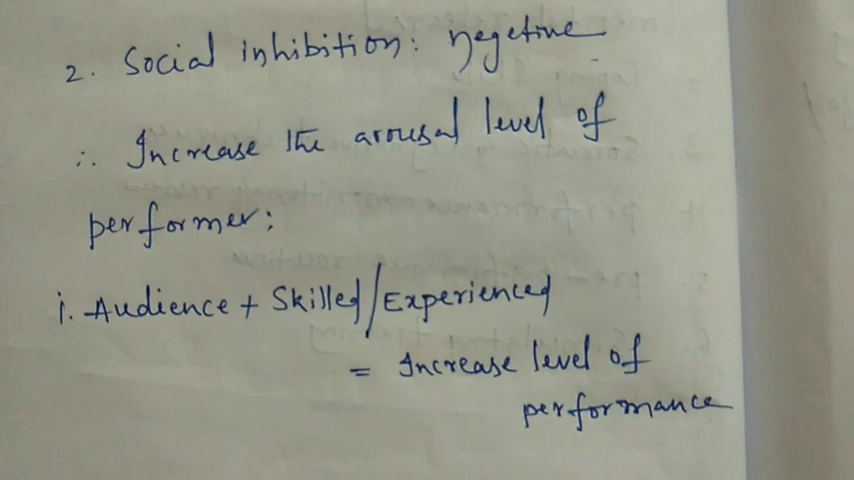 2. Social inhibition: negetive
∴ Increase the arousal level of
performer:
i. Audience + Skilled/Experienced
= Increase level of
performance